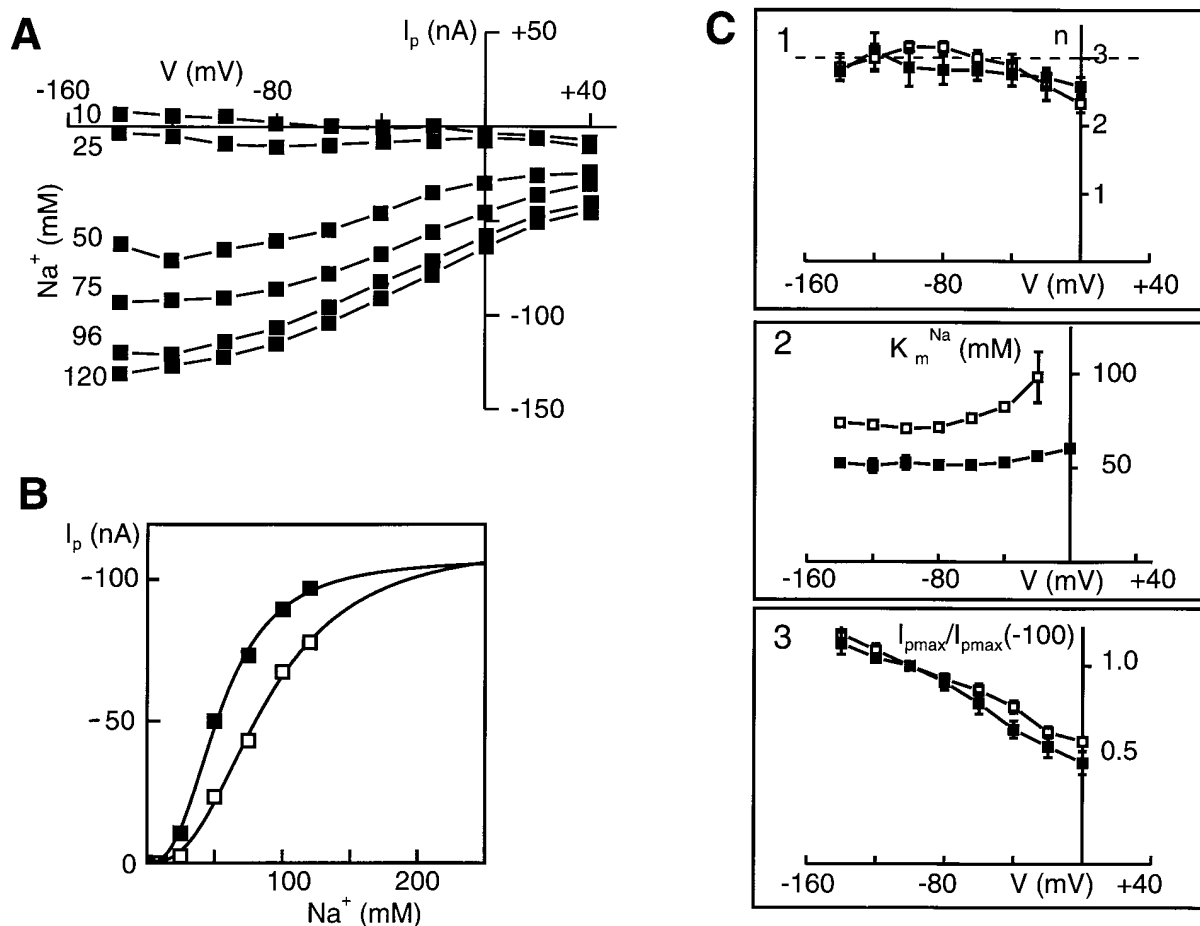 A
I_p (nA)
+50
V (mV)
-160
-80
+40
10
25
50
75
96
120
Na⁺ (mM)
-100
-150
B
I_p (nA)
-100
-50
0
100
200
Na⁺ (mM)
C
1
n
3
2
1
-160
-80
V (mV)
+40
2
K_m^Na (mM)
100
50
-160
-80
V (mV)
+40
3
I_pmax/I_pmax(-100)
1.0
0.5
-160
-80
V (mV)
+40